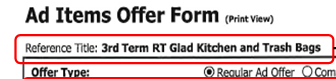 Ad Items Offer Form (Print View)
Reference Title: 3rd Term RT Glad Kitchen and Trash Bags
Offer Type: Regular Ad Offer